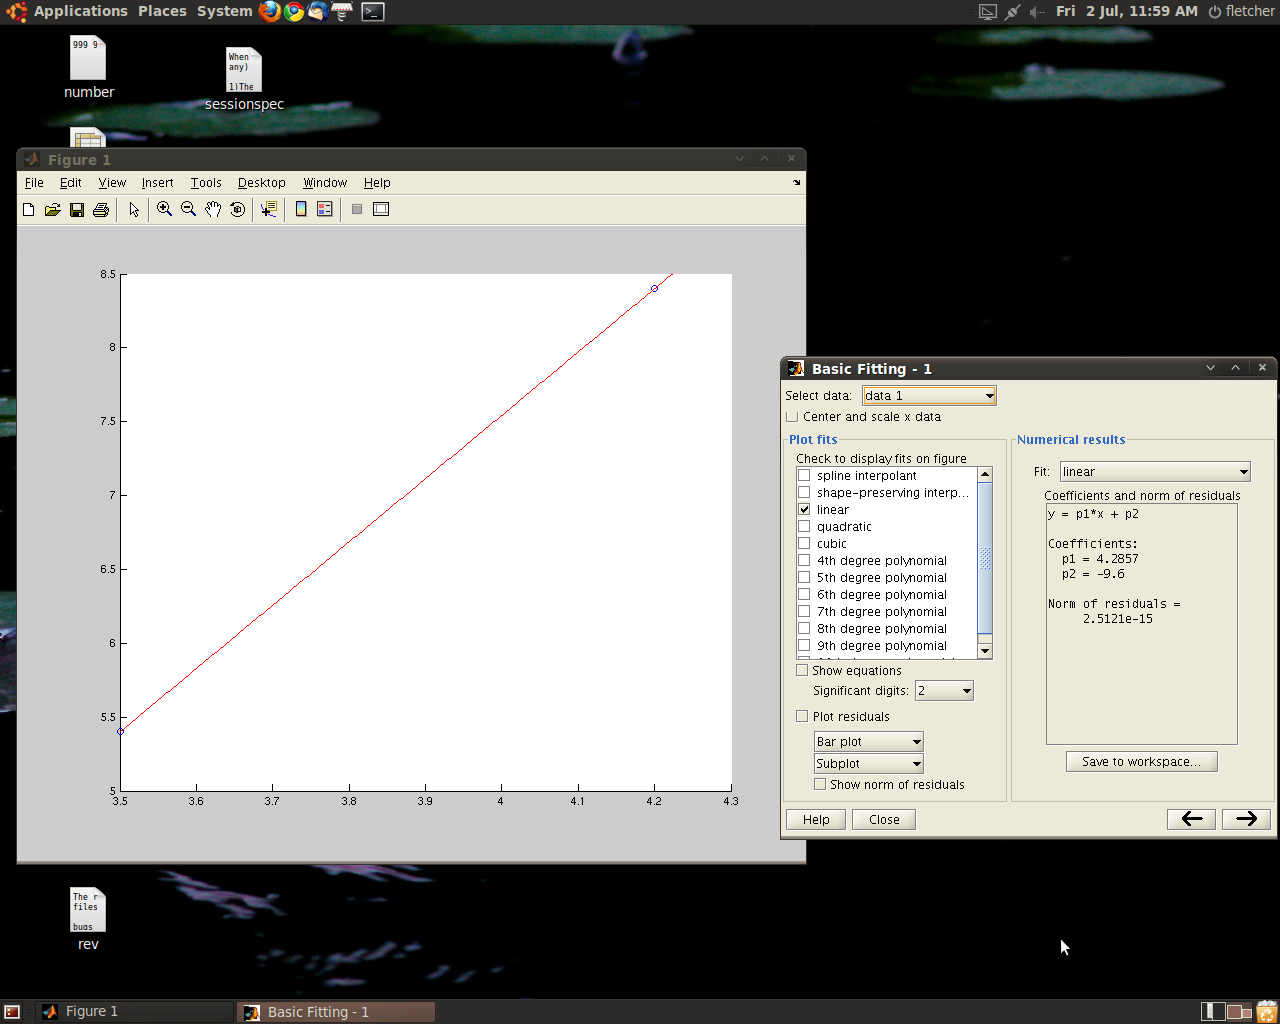 Applications Places System
Fri 2 Jul, 11:59 AM fletcher
999 9
number
When
any)
1)The
sessionspec
Figure 1
File Edit View Insert Tools Desktop Window Help
8.5
8
7.5
7
6.5
6
5.5
5
3.5 3.6 3.7 3.8 3.9 4 4.1 4.2 4.3
Basic Fitting - 1
Select data: data 1
Center and scale x data
Plot fits
Check to display fits on figure
spline interpolant
shape-preserving interp...
linear
quadratic
cubic
4th degree polynomial
5th degree polynomial
6th degree polynomial
7th degree polynomial
8th degree polynomial
9th degree polynomial
Show equations
Significant digits: 2
Plot residuals
Bar plot
Subplot
Show norm of residuals
Numerical results
Fit: linear
Coefficients and norm of residuals
y = p1*x + p2
Coefficients:
p1 = 4.2857
p2 = -9.6
Norm of residuals =
2.5121e-15
Save to workspace...
Help Close
The r
files
bugs
rev
Figure 1
Basic Fitting - 1